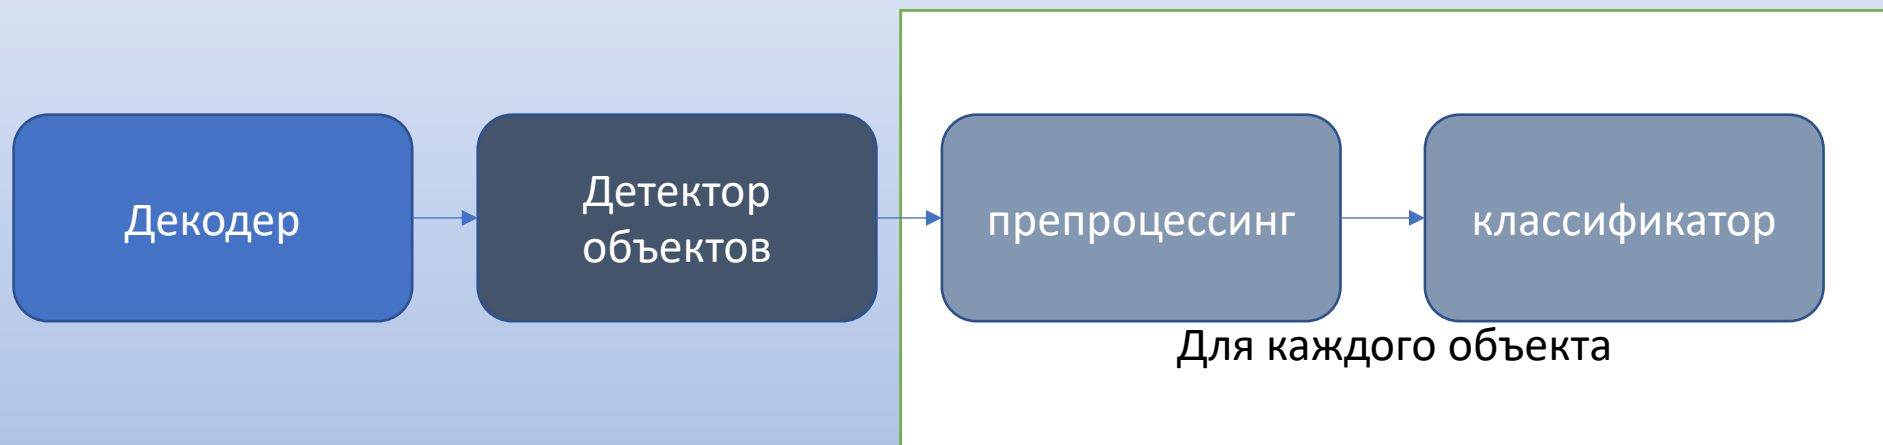 Декодер
Детектор
объектов
препроцессинг
классификатор
Для каждого объекта